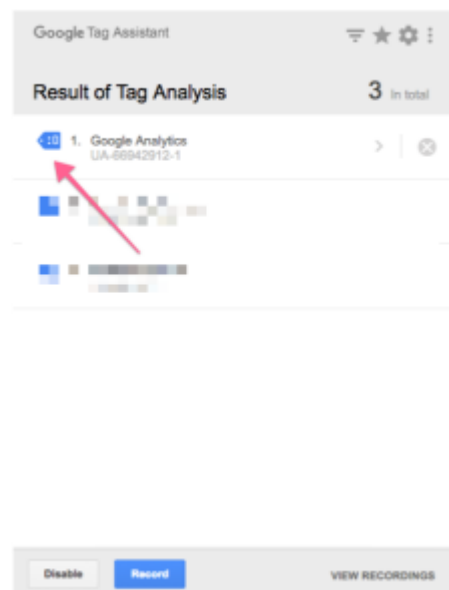 Google Tag Assistant
Result of Tag Analysis
3 In total
1. Google Analytics
UA-66942912-1
Disable
Record
VIEW RECORDINGS